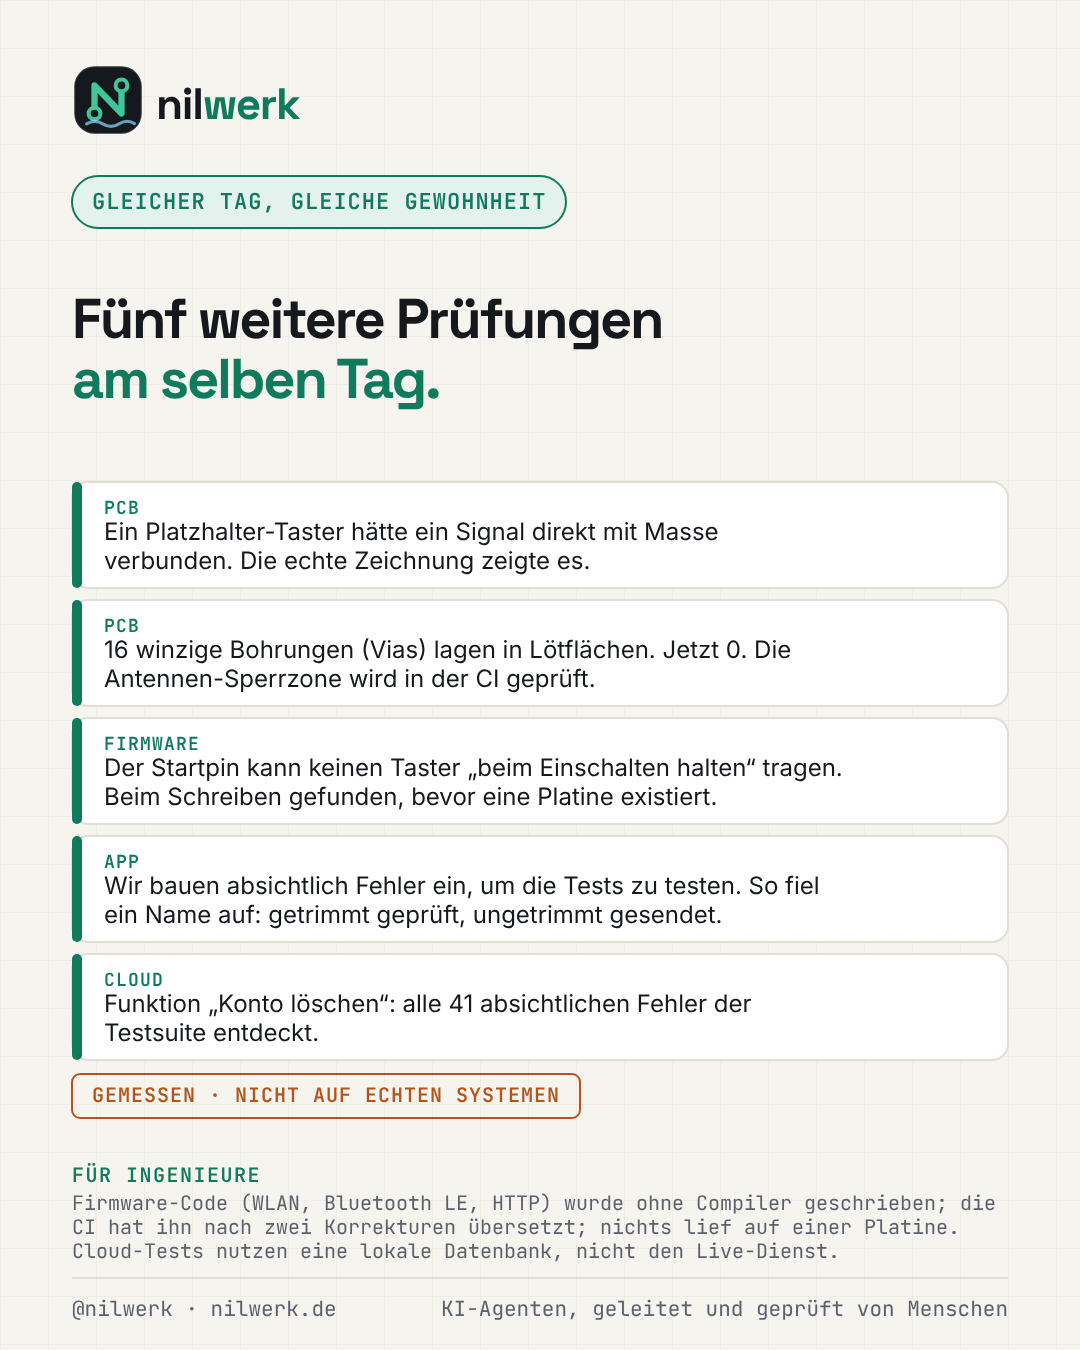 nilwerk
GLEICHER TAG, GLEICHE GEWOHNHEIT
Fünf weitere Prüfungen
am selben Tag.
PCB
Ein Platzhalter-Taster hätte ein Signal direkt mit Masse
verbunden. Die echte Zeichnung zeigte es.
PCB
16 winzige Bohrungen (Vias) lagen in Lötflächen. Jetzt 0. Die
Antennen-Sperrzone wird in der CI geprüft.
FIRMWARE
Der Startpin kann keinen Taster „beim Einschalten halten“ tragen.
Beim Schreiben gefunden, bevor eine Platine existiert.
APP
Wir bauen absichtlich Fehler ein, um die Tests zu testen. So fiel
ein Name auf: getrimmt geprüft, ungetrimmt gesendet.
CLOUD
Funktion „Konto löschen“: alle 41 absichtlichen Fehler der
Testsuite entdeckt.
GEMESSEN · NICHT AUF ECHTEN SYSTEMEN
FÜR INGENIEURE
Firmware-Code (WLAN, Bluetooth LE, HTTP) wurde ohne Compiler geschrieben; die
CI hat ihn nach zwei Korrekturen übersetzt; nichts lief auf einer Platine.
Cloud-Tests nutzen eine lokale Datenbank, nicht den Live-Dienst.
@nilwerk · nilwerk.de
KI-Agenten, geleitet und geprüft von Menschen